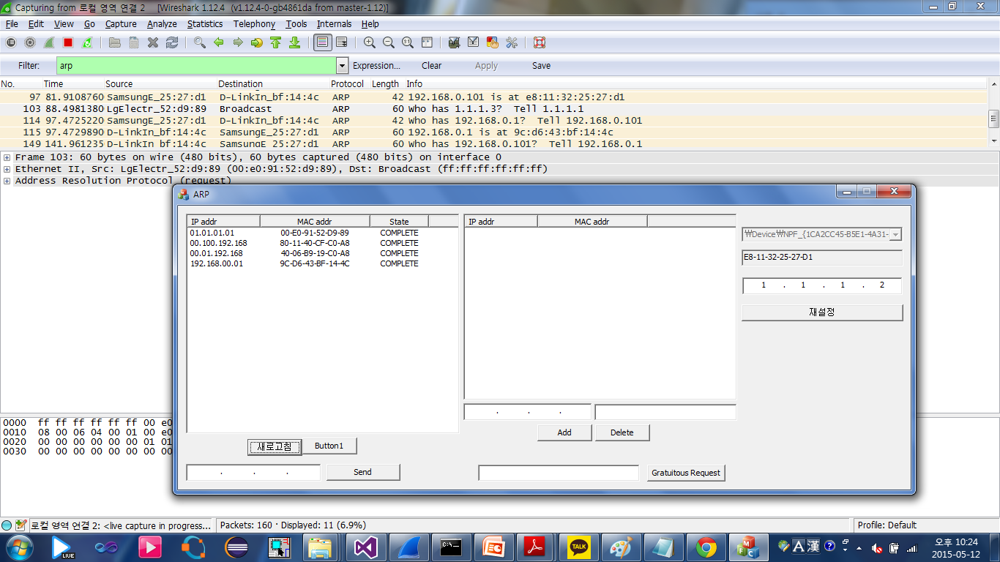 Capturing from 로컬 영역 연결 2 [Wireshark 1.12.4 (v1.12.4-0-gb4861da from master-1.12)]
File Edit View Go Capture Analyze Statistics Telephony Tools Internals Help
Filter: arp Expression... Clear Apply Save
No. Time Source Destination Protocol Length Info
97 81.9108760 SamsungE_25:27:d1 D-LinkIn_bf:14:4c ARP 42 192.168.0.101 is at e8:11:32:25:27:d1
103 88.4981380 LgElectr_52:d9:89 Broadcast ARP 60 Who has 1.1.1.3? Tell 1.1.1.1
114 97.4725220 SamsungE_25:27:d1 D-LinkIn_bf:14:4c ARP 42 Who has 192.168.0.1? Tell 192.168.0.101
115 97.4729890 D-LinkIn_bf:14:4c SamsungE_25:27:d1 ARP 60 192.168.0.1 is at 9c:d6:43:bf:14:4c
149 141.961235 D-LinkIn_bf:14:4c SamsungE_25:27:d1 ARP 60 Who has 192.168.0.101? Tell 192.168.0.1
Frame 103: 60 bytes on wire (480 bits), 60 bytes captured (480 bits) on interface 0
Ethernet II, Src: LgElectr_52:d9:89 (00:e0:91:52:d9:89), Dst: Broadcast (ff:ff:ff:ff:ff:ff)
Address Resolution Protocol (request)
ARP
IP addr MAC addr State
01.01.01.01 00-E0-91-52-D9-89 COMPLETE
00.100.192.168 80-11-40-CF-C0-A8 COMPLETE
00.01.192.168 40-06-B9-19-C0-A8 COMPLETE
192.168.00.01 9C-D6-43-BF-14-4C COMPLETE
새로고침 Button1
. . . Send
IP addr MAC addr
. . .
Add Delete
Gratuitous Request
₩Device₩NPF_{1CA2CC45-B5E1-4A31-
E8-11-32-25-27-D1
1 . 1 . 1 . 2
재설정
0000 ff ff ff ff ff ff 00 e0
0010 08 00 06 04 00 01 00 e0
0020 00 00 00 00 00 00 01 01
0030 00 00 00 00 00 00 00 00
로컬 영역 연결 2: <live capture in progress... Packets: 160 · Displayed: 11 (6.9%) Profile: Default
LIVE
C:\_
TALK
MFC
A 漢
오후 10:24
2015-05-12